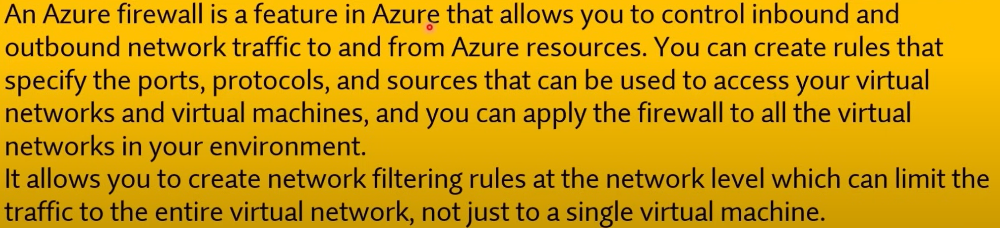 An Azure firewall is a feature in Azure that allows you to control inbound and
outbound network traffic to and from Azure resources. You can create rules that
specify the ports, protocols, and sources that can be used to access your virtual
networks and virtual machines, and you can apply the firewall to all the virtual
networks in your environment.
It allows you to create network filtering rules at the network level which can limit the
traffic to the entire virtual network, not just to a single virtual machine.